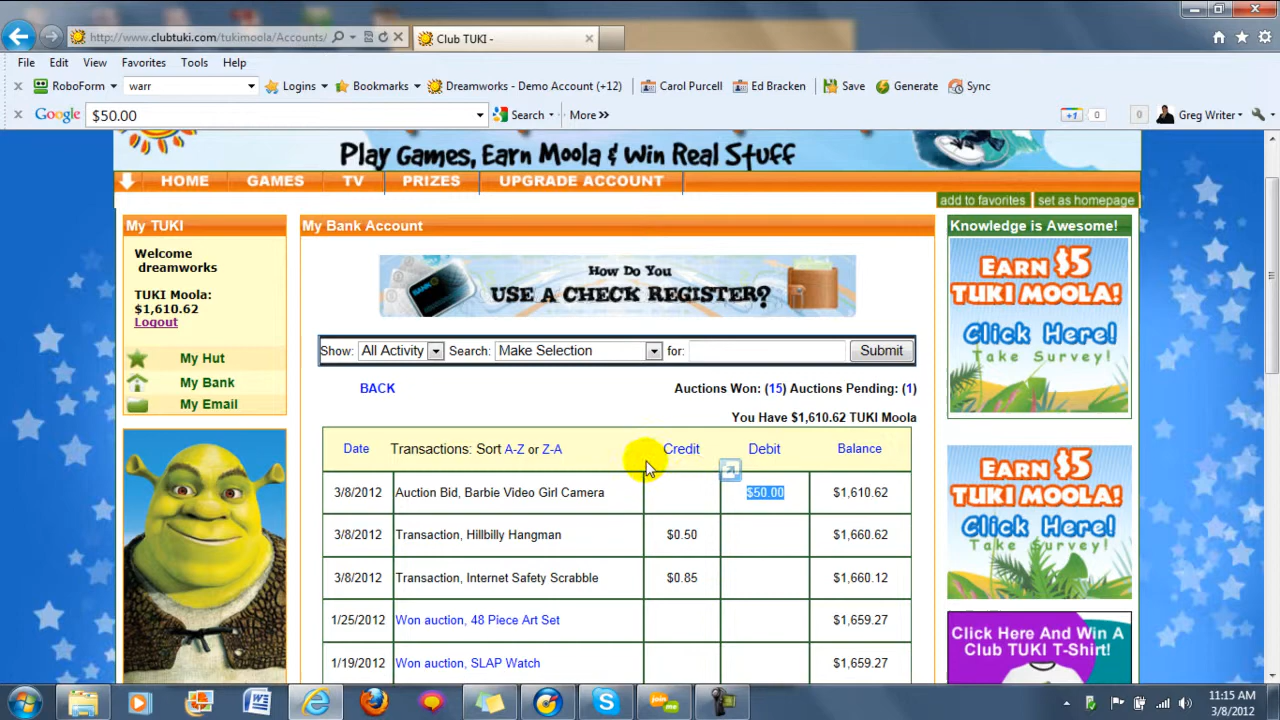 http://www.clubtuki.com/tukimoola/Accounts/
Club TUKI -
File Edit View Favorites Tools Help
RoboForm warr Logins Bookmarks Dreamworks - Demo Account (+12) Carol Purcell Ed Bracken Save Generate Sync
Google $50.00 Search More >> +1 0 0 Greg Writer
Play Games, Earn Moola & Win Real Stuff
HOME GAMES TV PRIZES UPGRADE ACCOUNT
add to favorites set as homepage
My TUKI
Welcome
dreamworks
TUKI Moola:
$1,610.62
Logout
My Hut
My Bank
My Email
My Bank Account
How Do You
USE A CHECK REGISTER?
Show: All Activity Search: Make Selection for: Submit
BACK Auctions Won: (15) Auctions Pending: (1)
You Have $1,610.62 TUKI Moola
Date Transactions: Sort A-Z or Z-A Credit Debit Balance
3/8/2012 Auction Bid, Barbie Video Girl Camera $50.00 $1,610.62
3/8/2012 Transaction, Hillbilly Hangman $0.50 $1,660.62
3/8/2012 Transaction, Internet Safety Scrabble $0.85 $1,660.12
1/25/2012 Won auction, 48 Piece Art Set $1,659.27
1/19/2012 Won auction, SLAP Watch $1,659.27
Knowledge is Awesome!
EARN $5
TUKI MOOLA!
Click Here!
Take Survey!
EARN $5
TUKI MOOLA!
Click Here!
Take Survey!
Click Here And Win A
Club TUKI T-Shirt!
11:15 AM
3/8/2012